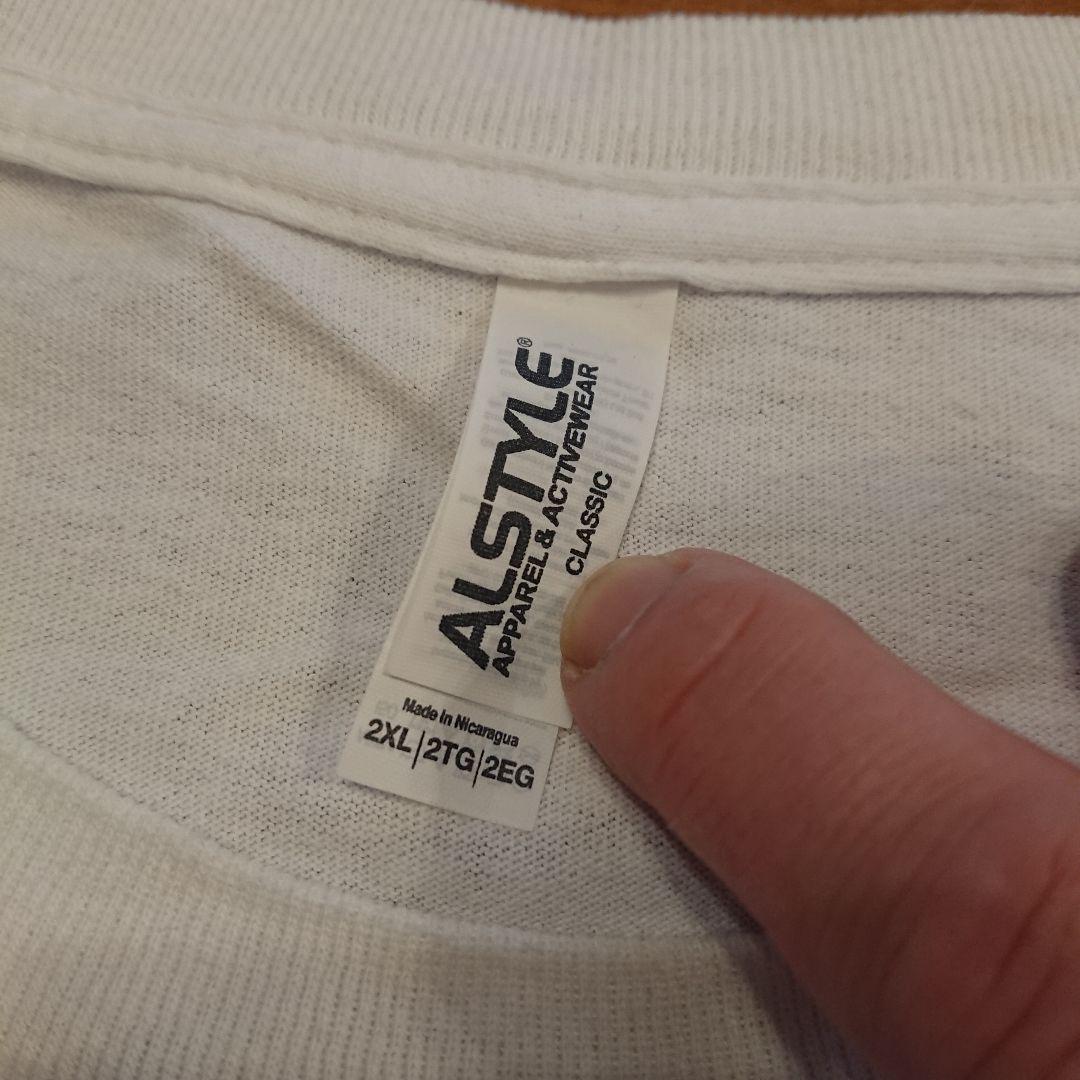 ALSTYLE®
APPAREL & ACTIVEWEAR
CLASSIC
Made In Nicaragua
2XL|2TG|2EG